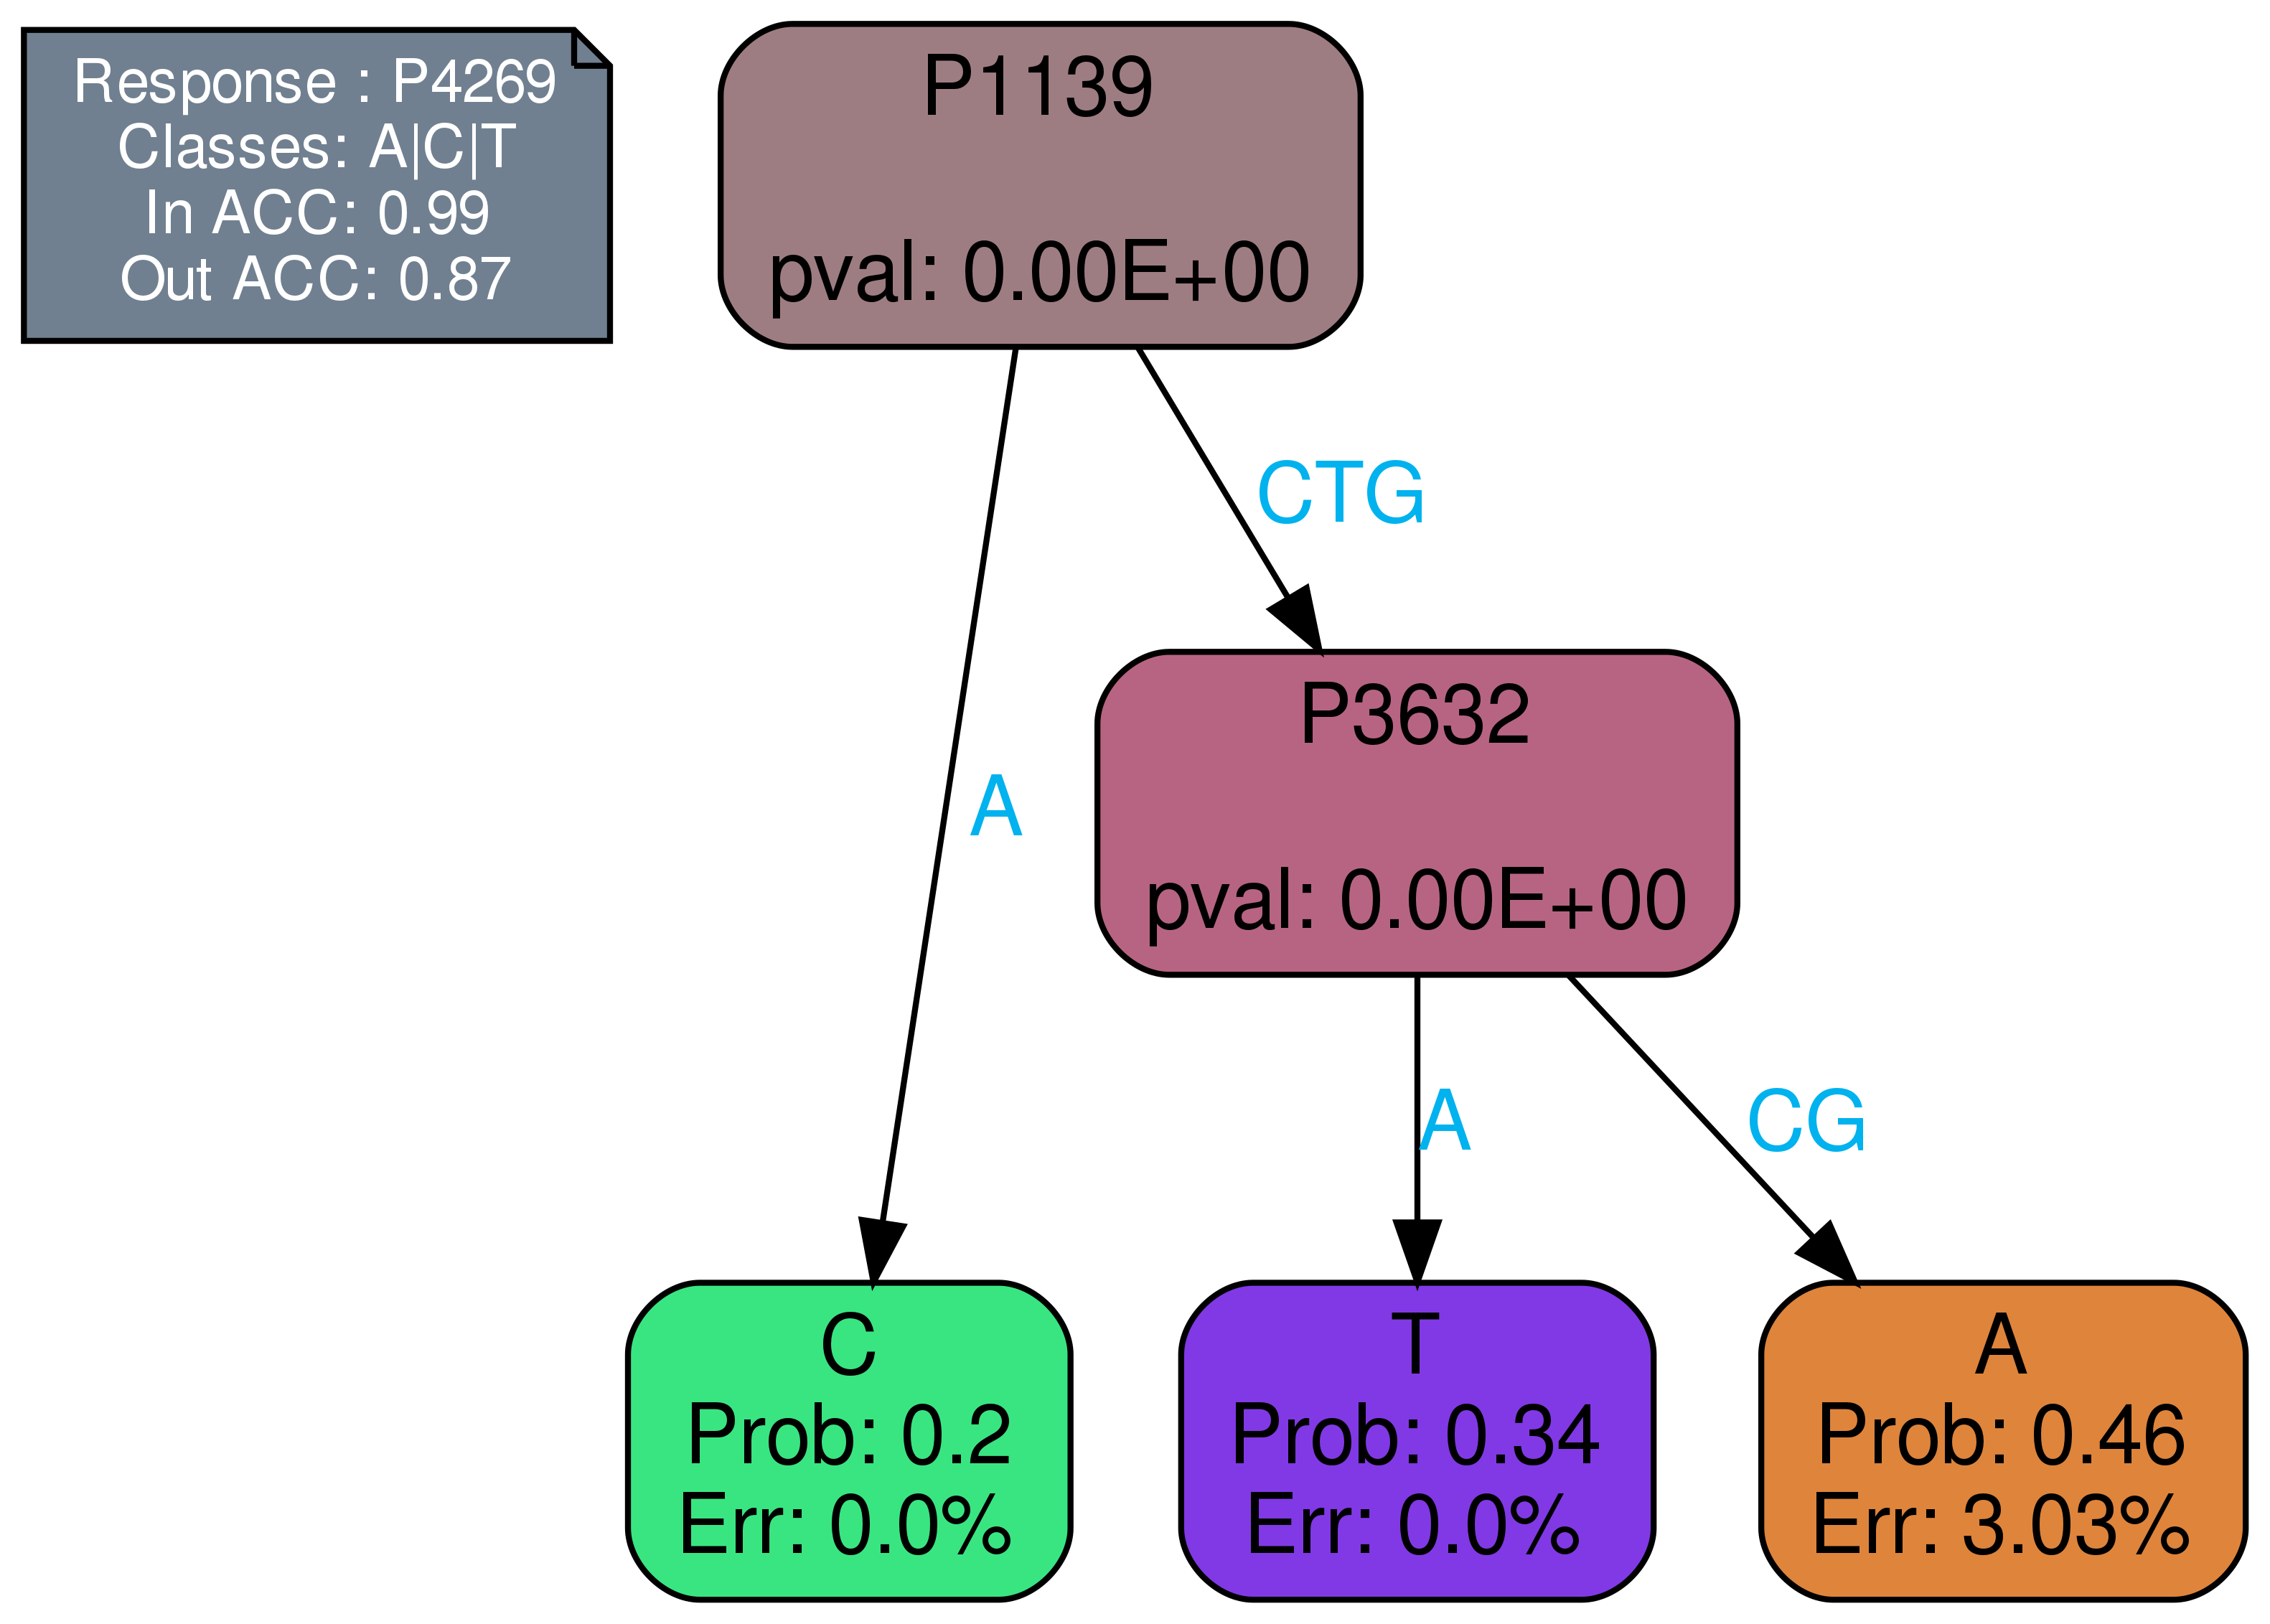 Response : P4269
Classes: A|C|T
In ACC: 0.99
Out ACC: 0.87
P1139
pval: 0.00E+00
CTG
A
P3632
pval: 0.00E+00
A
CG
C
Prob: 0.2
Err: 0.0%
T
Prob: 0.34
Err: 0.0%
A
Prob: 0.46
Err: 3.03%